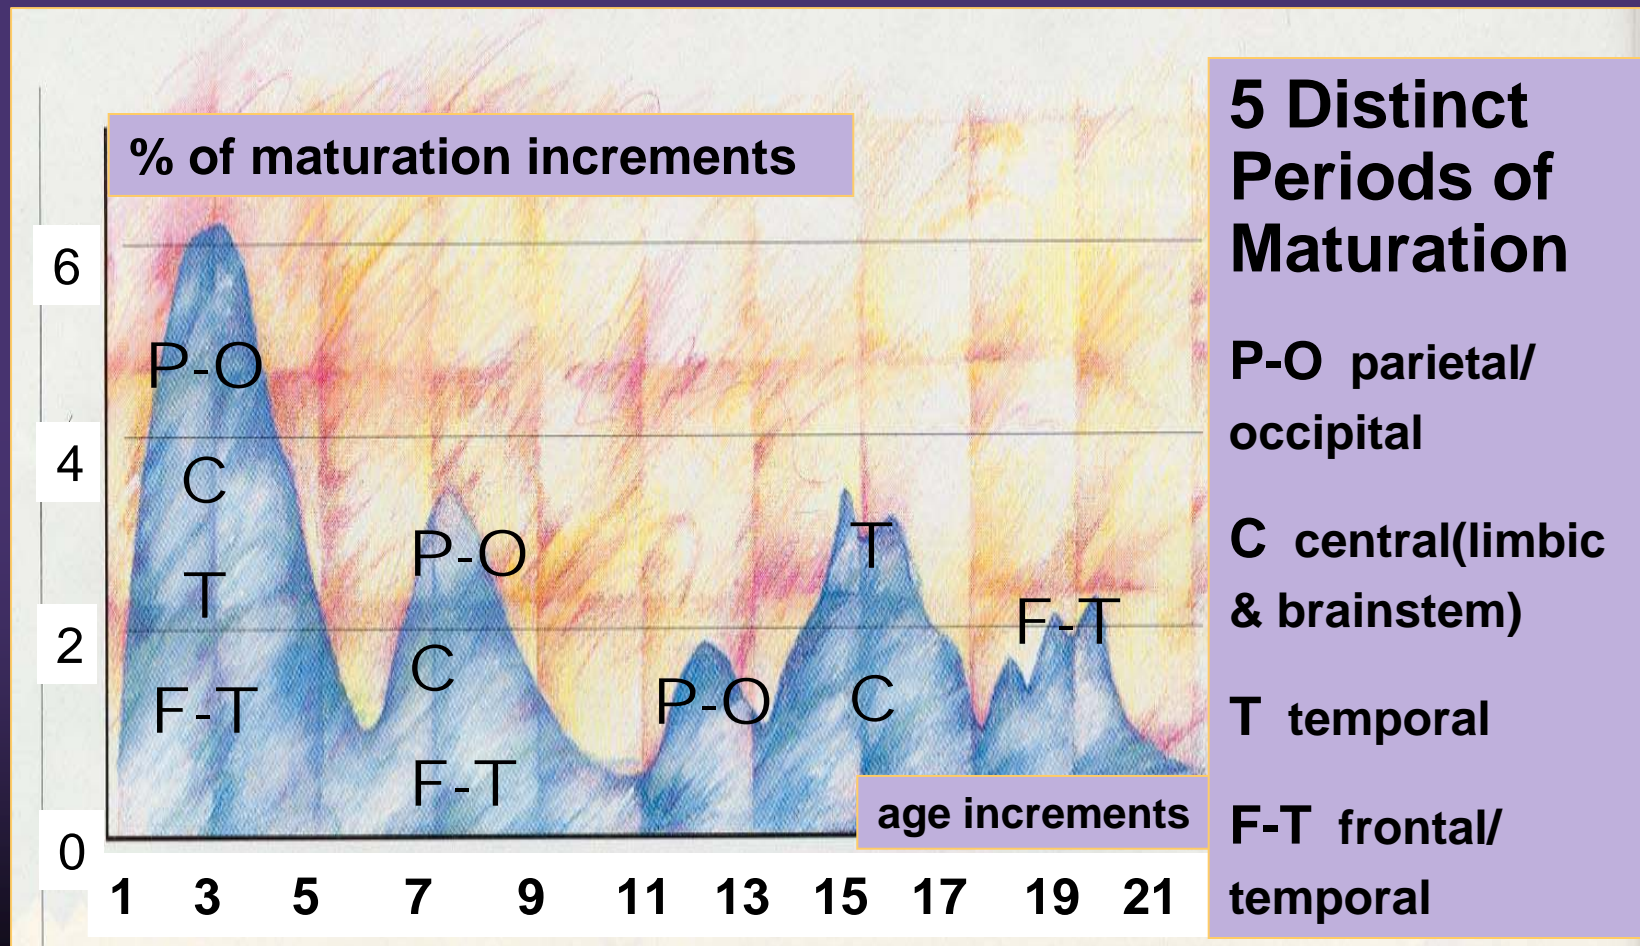 % of maturation increments
6
4
2
0
P-O
C
T
F-T
P-O
C
F-T
P-O
T
C
F-T
age increments
1 3 5 7 9 11 13 15 17 19 21
5 Distinct
Periods of
Maturation
P-O parietal/
occipital
C central(limbic
& brainstem)
T temporal
F-T frontal/
temporal